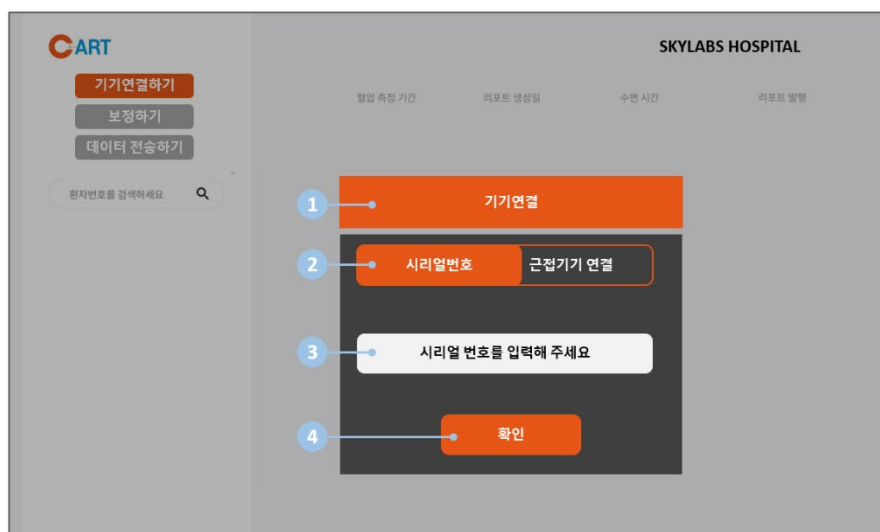 CART
SKYLABS HOSPITAL
기기연결하기
보정하기
데이터 전송하기
환자번호를 검색하세요
혈압 측정 기간 리포트 생성일 수면 시간 리포트 발행
1 기기연결
2 시리얼번호 근접기기 연결
3 시리얼 번호를 입력해 주세요
4 확인